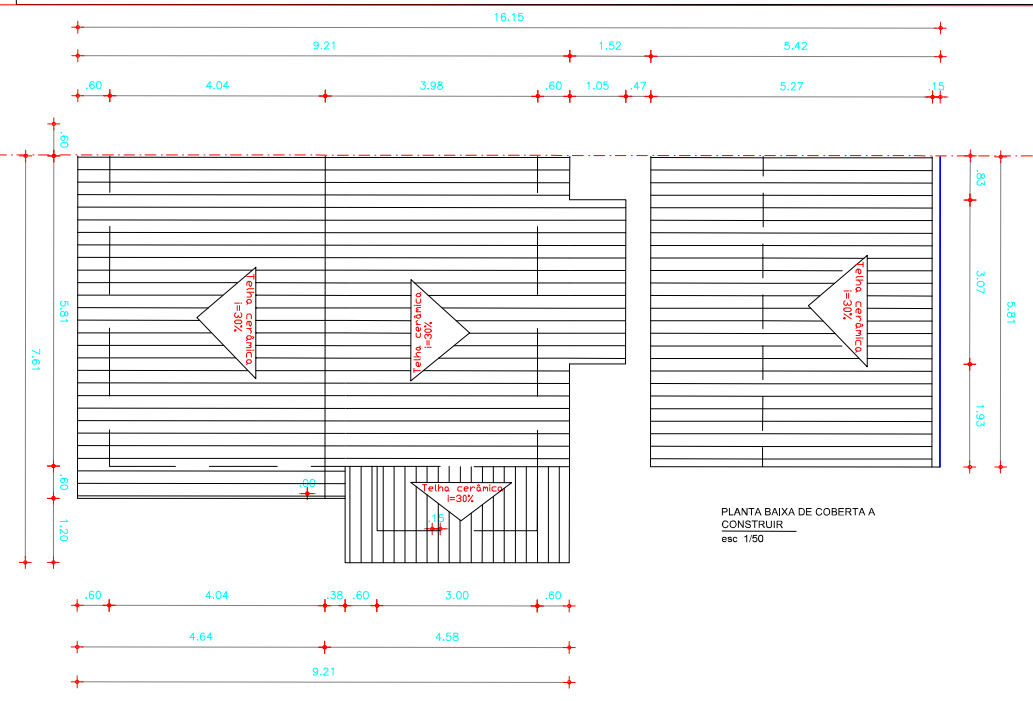 16.15
9.21 1.52 5.42
.60 4.04 3.98 .60 1.05 .47 5.27 .15
.60
5.81
7.61
.60
1.20
Telha cerâmica
i=30%
Telha cerâmica
i=30%
Telha cerâmica
i=30%
.83
3.07
5.81
1.93
Telha cerâmica
i=30%
.15
PLANTA BAIXA DE COBERTA A
CONSTRUIR
esc 1/50
.60 4.04 .38 .60 3.00 .60
4.64 4.58
9.21